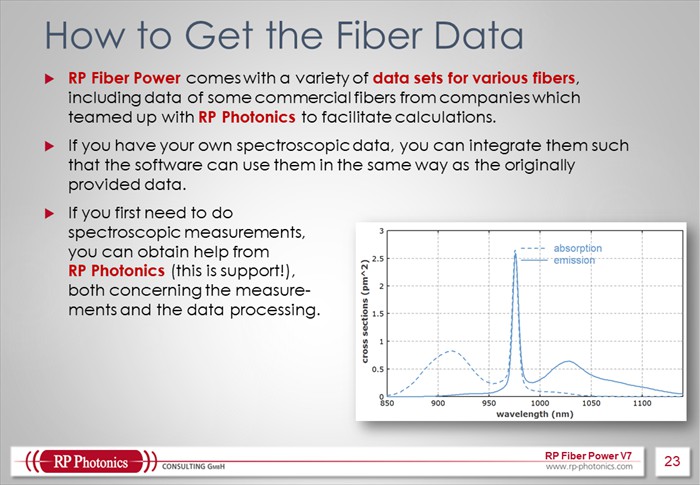 How to Get the Fiber Data
RP Fiber Power comes with a variety of data sets for various fibers,
including data of some commercial fibers from companies which
teamed up with RP Photonics to facilitate calculations.
If you have your own spectroscopic data, you can integrate them such
that the software can use them in the same way as the originally
provided data.
If you first need to do
spectroscopic measurements,
you can obtain help from
RP Photonics (this is support!),
both concerning the measure-
ments and the data processing.
3
2.5
2
1.5
1
0.5
0
cross sections (pm^2)
absorption
emission
850 900 950 1000 1050 1100
wavelength (nm)
RP Photonics CONSULTING GMBH
RP Fiber Power V7
www.rp-photonics.com
23